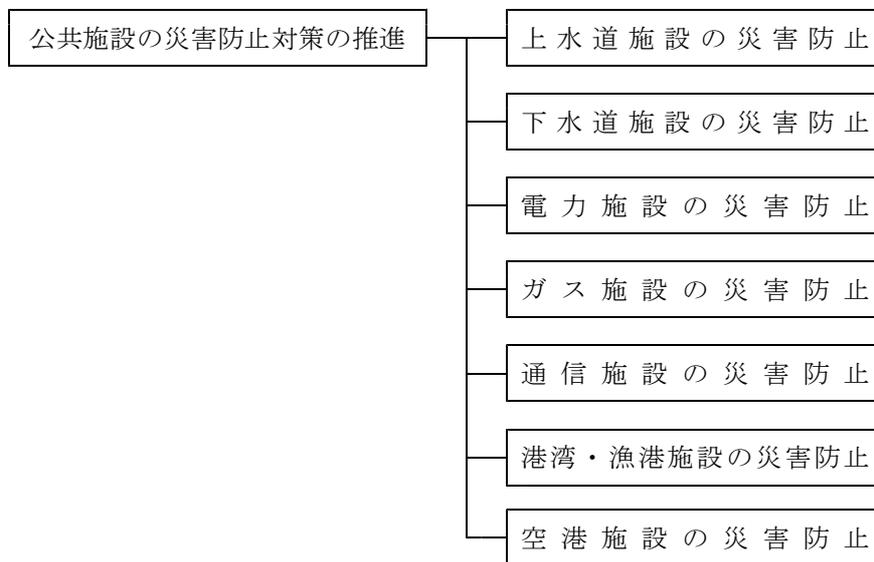 公共施設の災害防止対策の推進
上水道施設の災害防止
下水道施設の災害防止
電力施設の災害防止
ガス施設の災害防止
通信施設の災害防止
港湾・漁港施設の災害防止
空港施設の災害防止